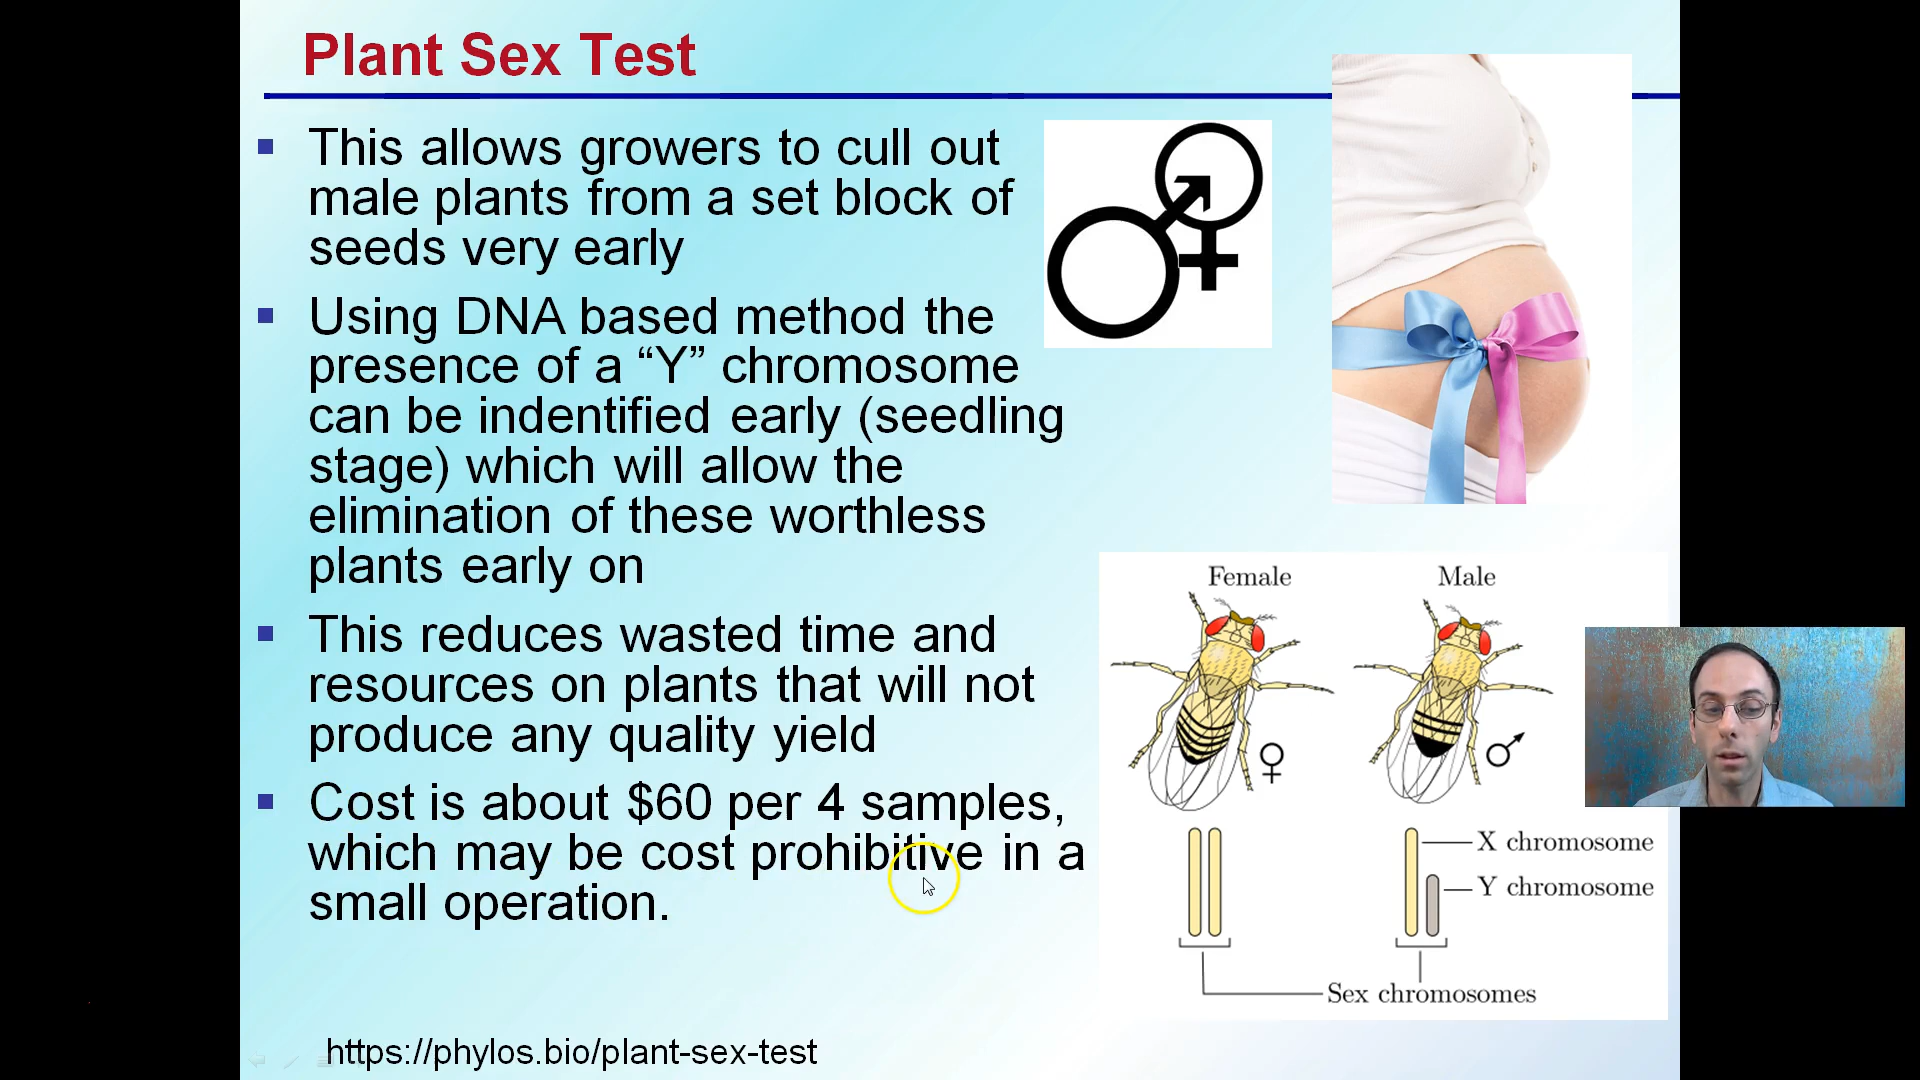 Plant Sex Test
This allows growers to cull out
male plants from a set block of
seeds very early
Using DNA based method the
presence of a “Y” chromosome
can be indentified early (seedling
stage) which will allow the
elimination of these worthless
plants early on
This reduces wasted time and
resources on plants that will not
produce any quality yield
Cost is about $60 per 4 samples,
which may be cost prohibitive in a
small operation.
https://phylos.bio/plant-sex-test
Female
Male
X chromosome
Y chromosome
Sex chromosomes